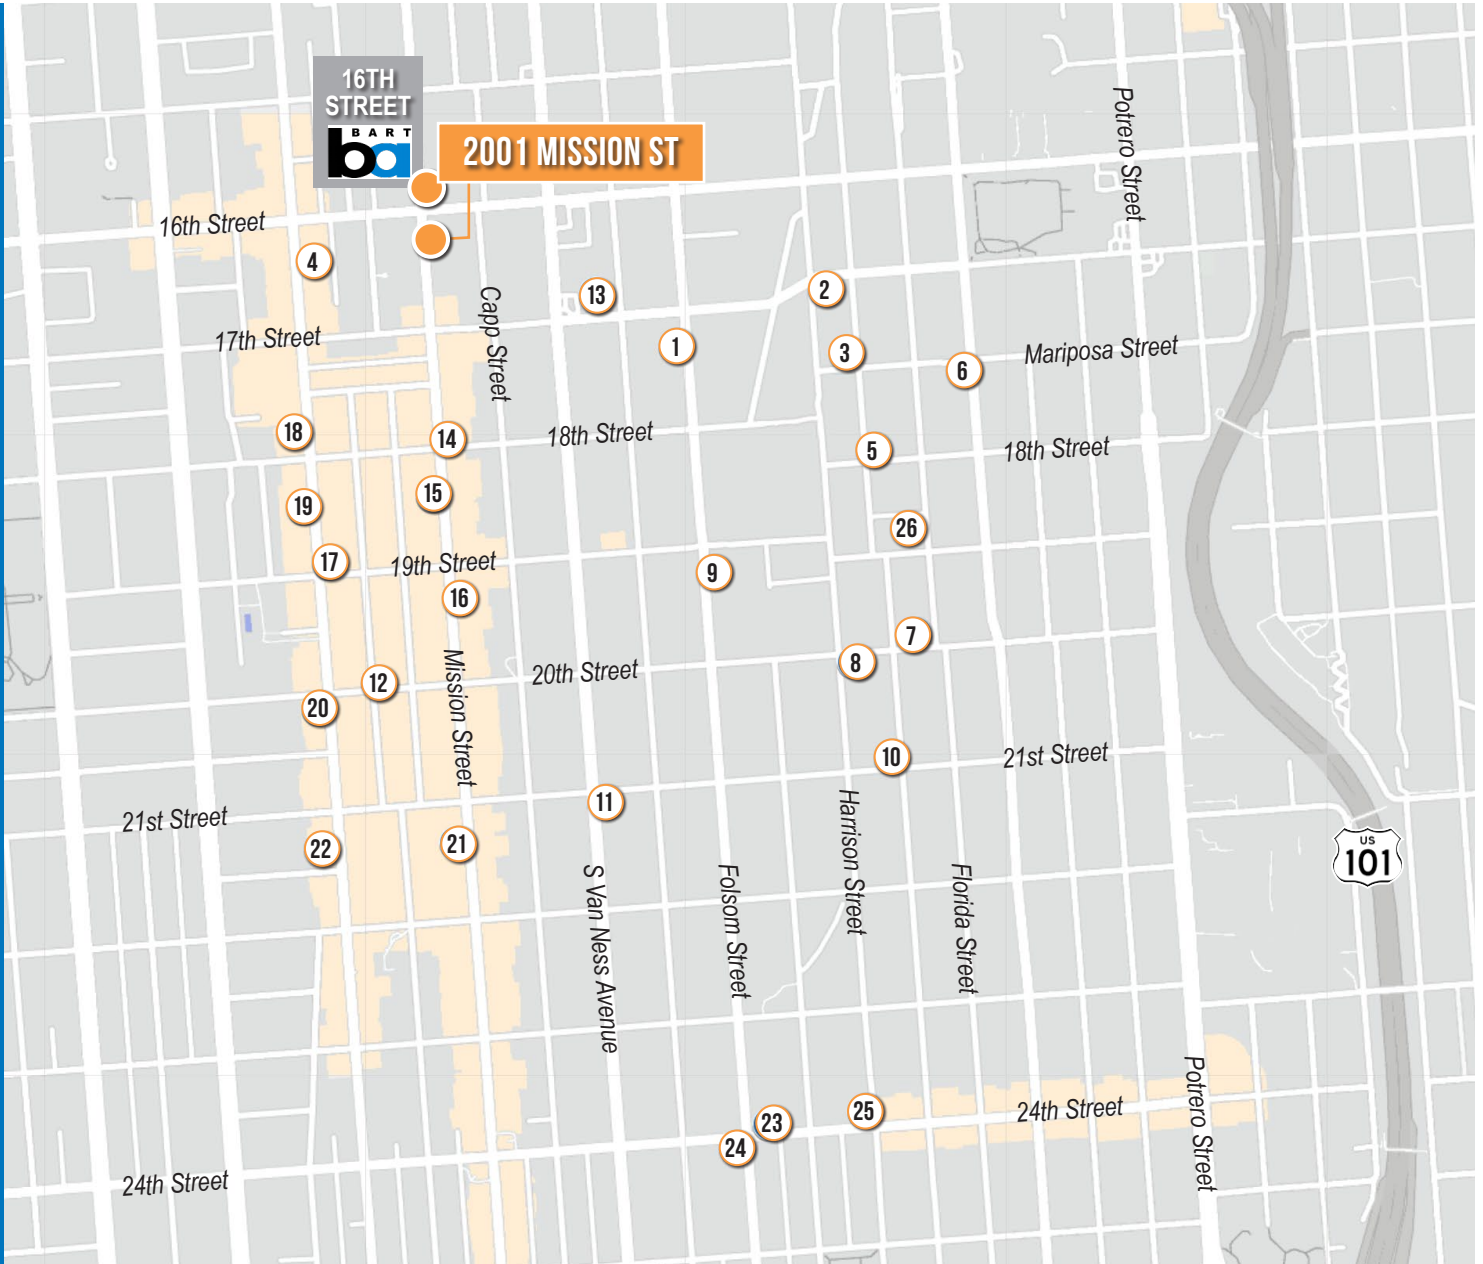 16TH
STREET
BART
ba
2001 MISSION ST
Potrero Street
16th Street
4
17th Street
Capp Street
13
2
1
3
6
Mariposa Street
18
14
18th Street
5
18th Street
19
15
26
17
19th Street
9
16
7
8
20th Street
12
20
Mission Street
10
21st Street
11
21st Street
22
21
Harrison Street
US
101
S Van Ness Avenue
Folsom Street
Florida Street
25
24th Street
23
24
Potrero Street
24th Street